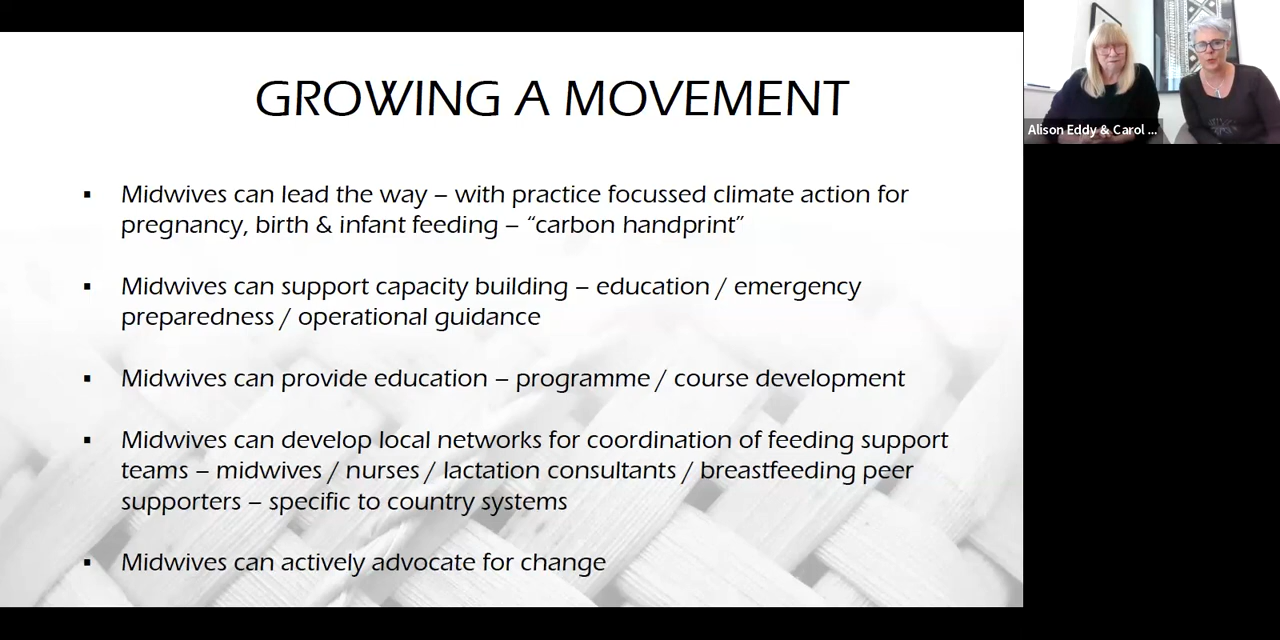 GROWING A MOVEMENT
▪ Midwives can lead the way – with practice focussed climate action for
pregnancy, birth & infant feeding – “carbon handprint”
▪ Midwives can support capacity building – education / emergency
preparedness / operational guidance
▪ Midwives can provide education – programme / course development
▪ Midwives can develop local networks for coordination of feeding support
teams – midwives / nurses / lactation consultants / breastfeeding peer
supporters – specific to country systems
▪ Midwives can actively advocate for change
Alison Eddy & Carol ...